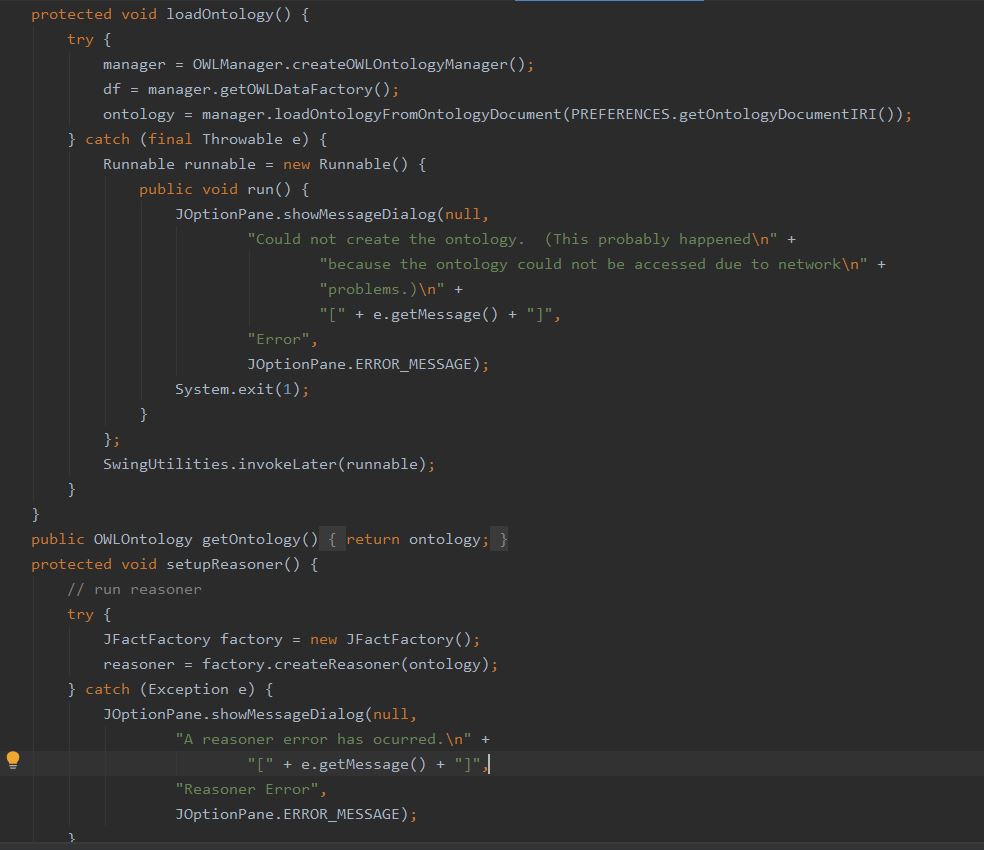 protected void loadOntology() {
try {
manager = OWLManager.createOWLOntologyManager();
df = manager.getOWLDataFactory();
ontology = manager.loadOntologyFromOntologyDocument(PREFERENCES.getOntologyDocumentIRI());
} catch (final Throwable e) {
Runnable runnable = new Runnable() {
public void run() {
JOptionPane.showMessageDialog(null,
"Could not create the ontology.  (This probably happened\n" +
"because the ontology could not be accessed due to network\n" +
"problems.)\n" +
"[" + e.getMessage() + "]",
"Error",
JOptionPane.ERROR_MESSAGE);
System.exit(1);
}
};
SwingUtilities.invokeLater(runnable);
}
}
public OWLOntology getOntology() { return ontology; }
protected void setupReasoner() {
// run reasoner
try {
JFactFactory factory = new JFactFactory();
reasoner = factory.createReasoner(ontology);
} catch (Exception e) {
JOptionPane.showMessageDialog(null,
"A reasoner error has ocurred.\n" +
"[" + e.getMessage() + "]",
"Reasoner Error",
JOptionPane.ERROR_MESSAGE);
}